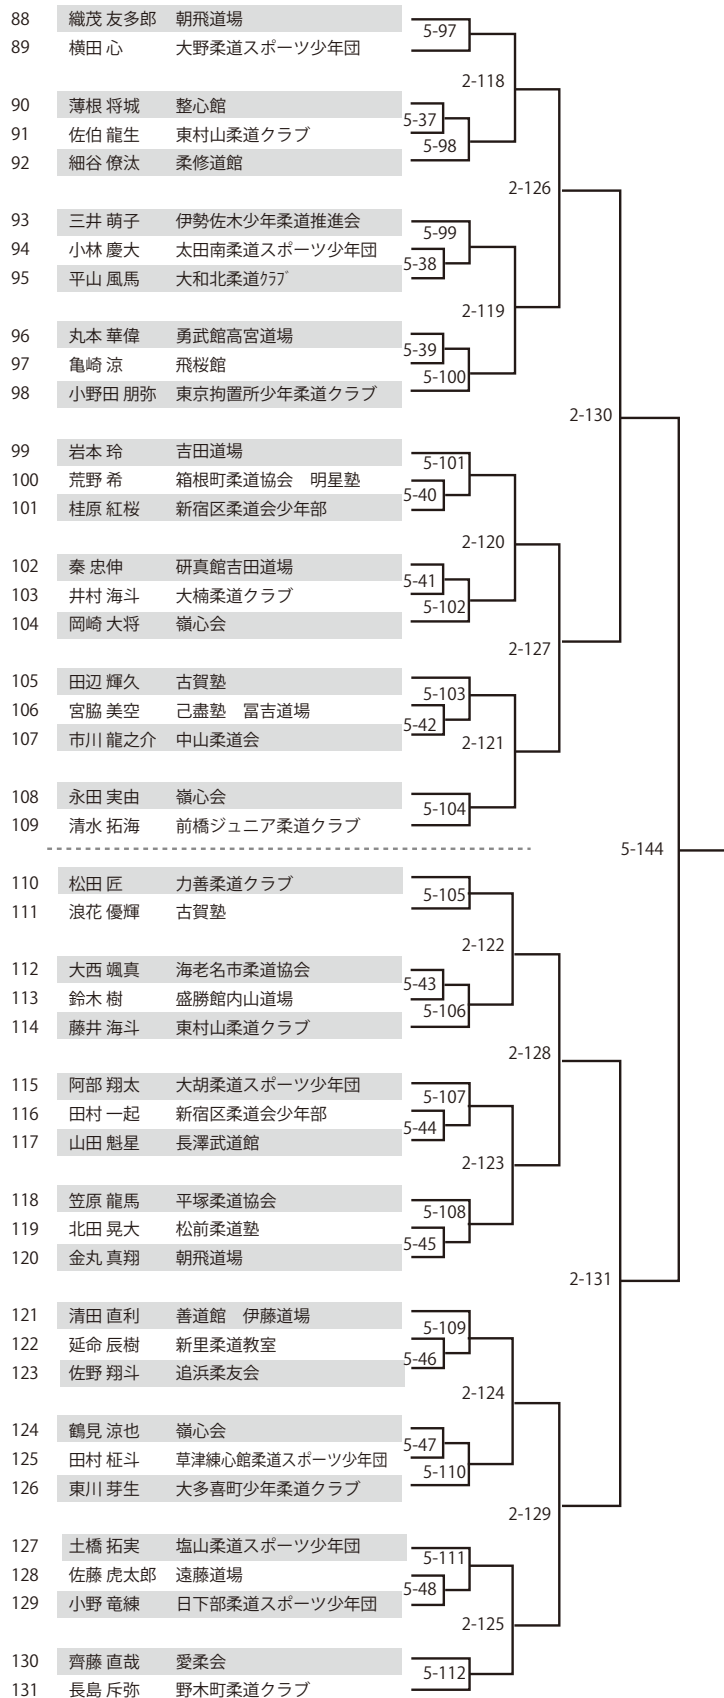 88 織茂 友多郎 朝飛道場
89 横田 心 大野柔道スポーツ少年団
5-97
2-118
90 薄根 将城 整心館
91 佐伯 龍生 東村山柔道クラブ
92 細谷 僚汰 柔修道館
5-37
5-98
2-126
93 三井 萌子 伊勢佐木少年柔道推進会
94 小林 慶大 太田南柔道スポーツ少年団
95 平山 風馬 大和北柔道ｸﾗﾌﾞ
5-99
5-38
2-119
96 丸本 華偉 勇武館高宮道場
97 亀崎 涼 飛桜館
98 小野田 朋弥 東京拘置所少年柔道クラブ
5-39
5-100
2-130
99 岩本 玲 吉田道場
100 荒野 希 箱根町柔道協会　明星塾
101 桂原 紅桜 新宿区柔道会少年部
5-101
5-40
2-120
102 秦 忠伸 研真館吉田道場
103 井村 海斗 大楠柔道クラブ
104 岡崎 大将 嶺心会
5-41
5-102
2-127
105 田辺 輝久 古賀塾
106 宮脇 美空 己盡塾　冨吉道場
107 市川 龍之介 中山柔道会
5-103
5-42
2-121
108 永田 実由 嶺心会
109 清水 拓海 前橋ジュニア柔道クラブ
5-104
5-144
110 松田 匠 力善柔道クラブ
111 浪花 優輝 古賀塾
5-105
2-122
112 大西 颯真 海老名市柔道協会
113 鈴木 樹 盛勝館内山道場
114 藤井 海斗 東村山柔道クラブ
5-43
5-106
2-128
115 阿部 翔太 大胡柔道スポーツ少年団
116 田村 一起 新宿区柔道会少年部
117 山田 魁星 長澤武道館
5-107
5-44
2-123
118 笠原 龍馬 平塚柔道協会
119 北田 晃大 松前柔道塾
120 金丸 真翔 朝飛道場
5-108
5-45
2-131
121 清田 直利 善道館　伊藤道場
122 延命 辰樹 新里柔道教室
123 佐野 翔斗 追浜柔友会
5-109
5-46
2-124
124 鶴見 涼也 嶺心会
125 田村 柾斗 草津練心館柔道スポーツ少年団
126 東川 芽生 大多喜町少年柔道クラブ
5-47
5-110
2-129
127 土橋 拓実 塩山柔道スポーツ少年団
128 佐藤 虎太郎 遠藤道場
129 小野 竜練 日下部柔道スポーツ少年団
5-111
5-48
2-125
130 齊藤 直哉 愛柔会
131 長島 斥弥 野木町柔道クラブ
5-112